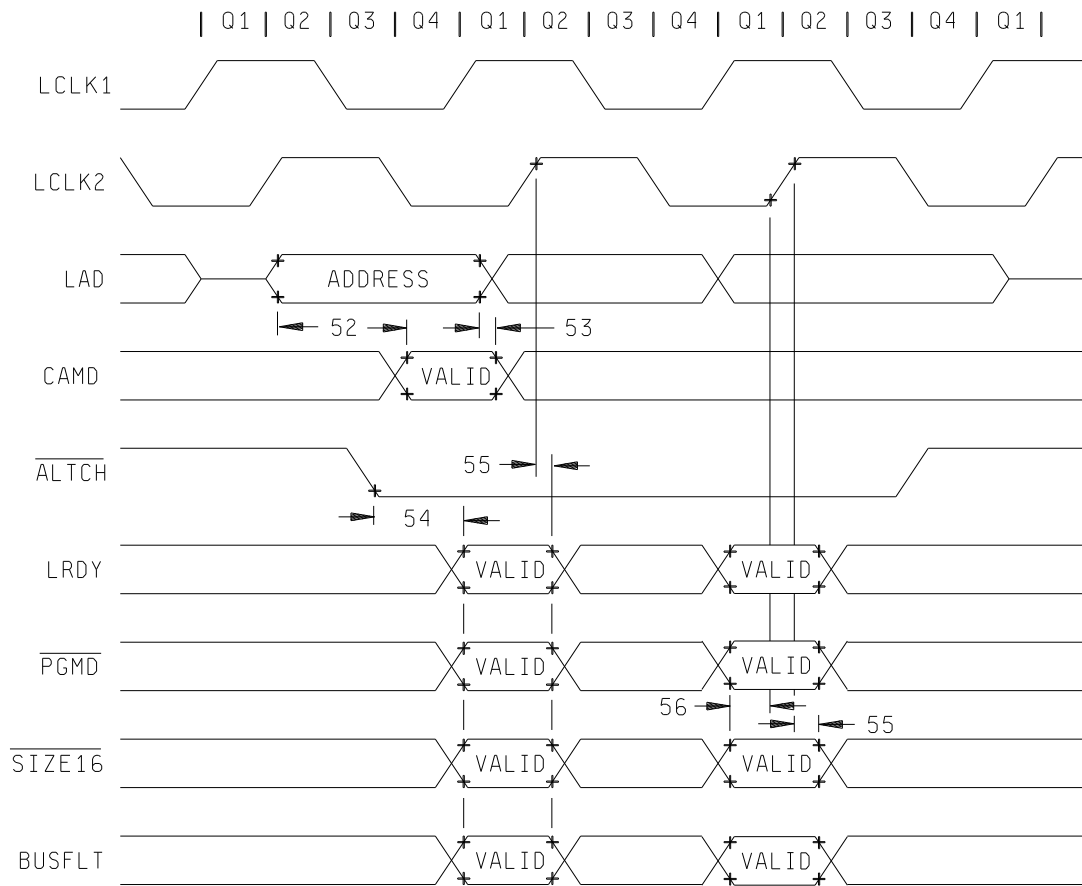 Q1 Q2 Q3 Q4 Q1 Q2 Q3 Q4 Q1 Q2 Q3 Q4 Q1
LCLK1
LCLK2
LAD ADDRESS
52 53
CAMD VALID
ALTCH 55
54
LRDY VALID VALID
PGMD VALID VALID
56 55
SIZE16 VALID VALID
BUSFLT VALID VALID